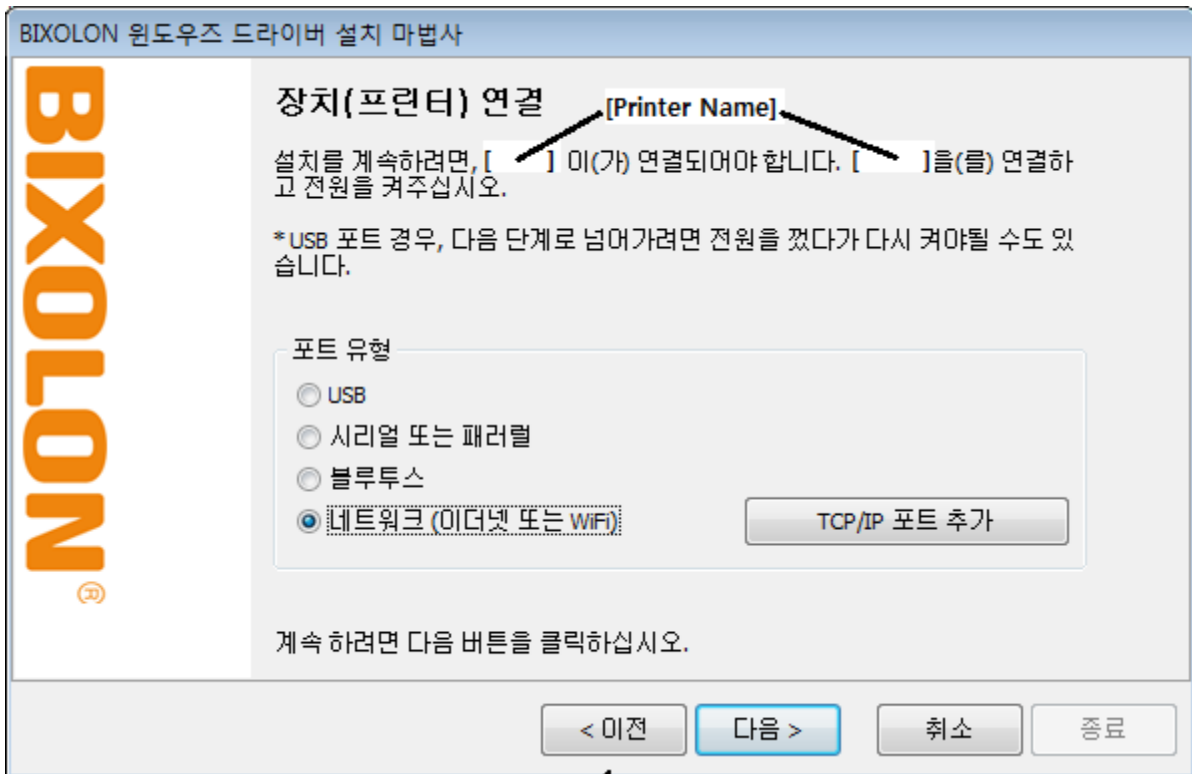 BIXOLON 윈도우즈 드라이버 설치 마법사
BIXOLON®
장치(프린터) 연결
[Printer Name]
설치를 계속하려면, [ ] 이(가) 연결되어야 합니다. [ ]을(를) 연결하
고 전원을 켜주십시오.
*USB 포트 경우, 다음 단계로 넘어가려면 전원을 껐다가 다시 켜야될 수도 있
습니다.
포트 유형
USB
시리얼 또는 패러럴
블루투스
네트워크 (이더넷 또는 WiFi)
TCP/IP 포트 추가
계속 하려면 다음 버튼을 클릭하십시오.
< 이전
다음 >
취소
종료